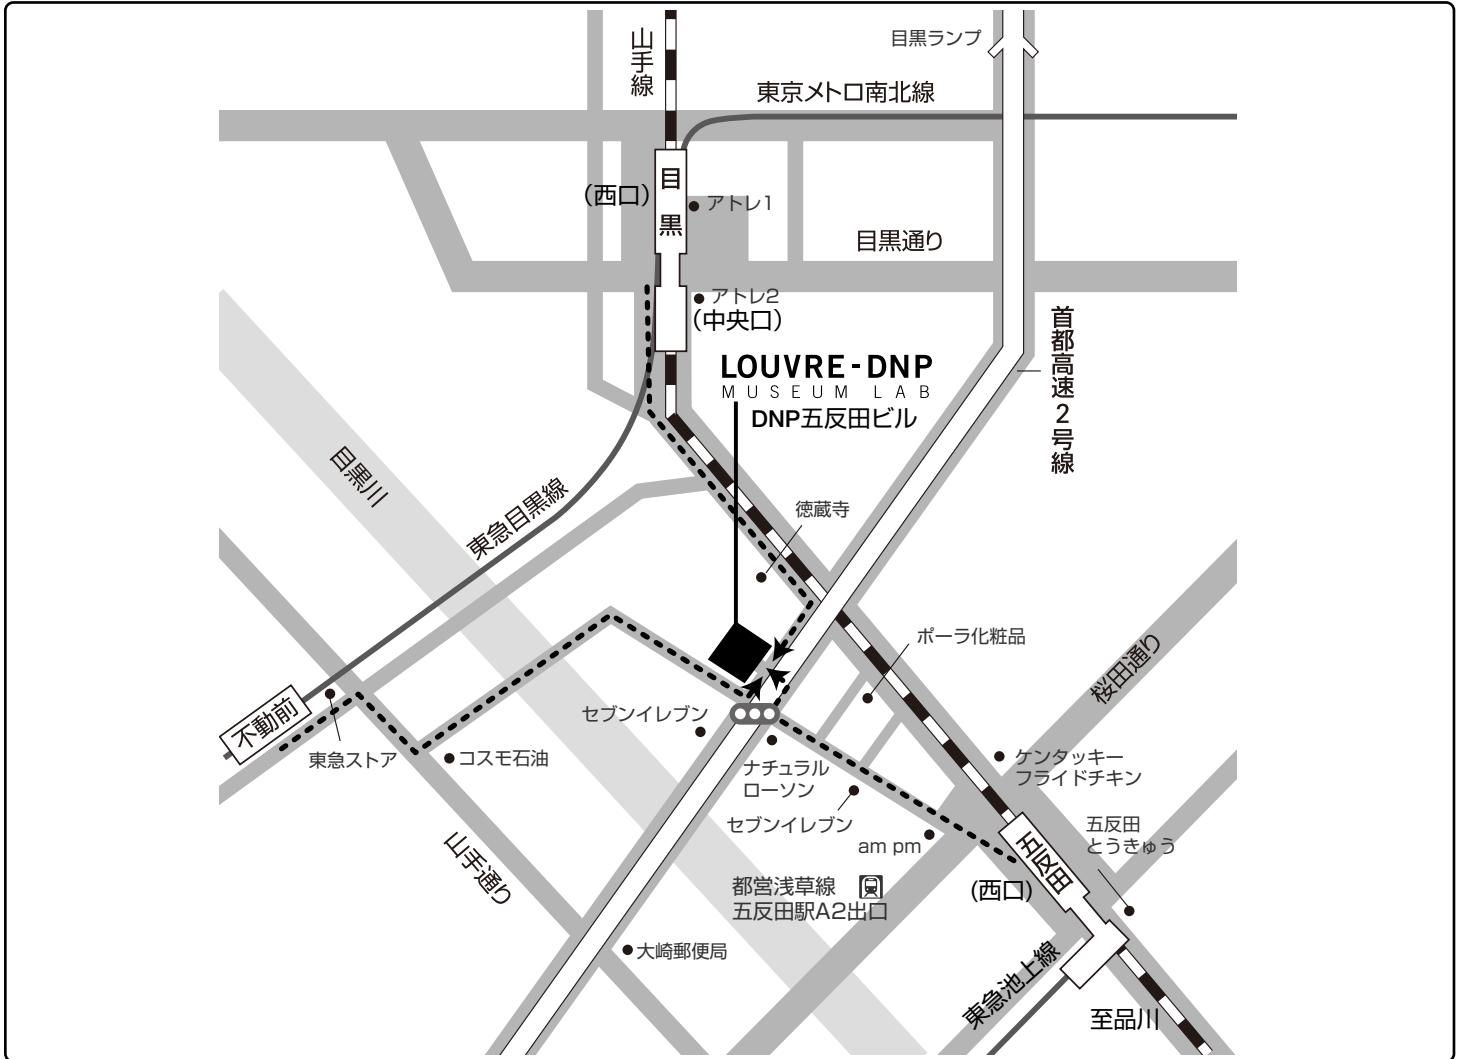 山手線
目黒ランプ
東京メトロ南北線
目黒
(西口)
アトレ1
目黒通り
アトレ2
(中央口)
首都高速2号線
LOUVRE-DNP
MUSEUM LAB
DNP五反田ビル
目黒川
東急目黒線
徳蔵寺
ポーラ化粧品
桜田通り
不動前
東急ストア
コスモ石油
セブンイレブン
ナチュラル
ローソン
セブンイレブン
am pm
ケンタッキー
フライドチキン
五反田
とうきゅう
五反田
(西口)
山手通り
都営浅草線
五反田駅A2出口
大崎郵便局
東急池上線
至品川